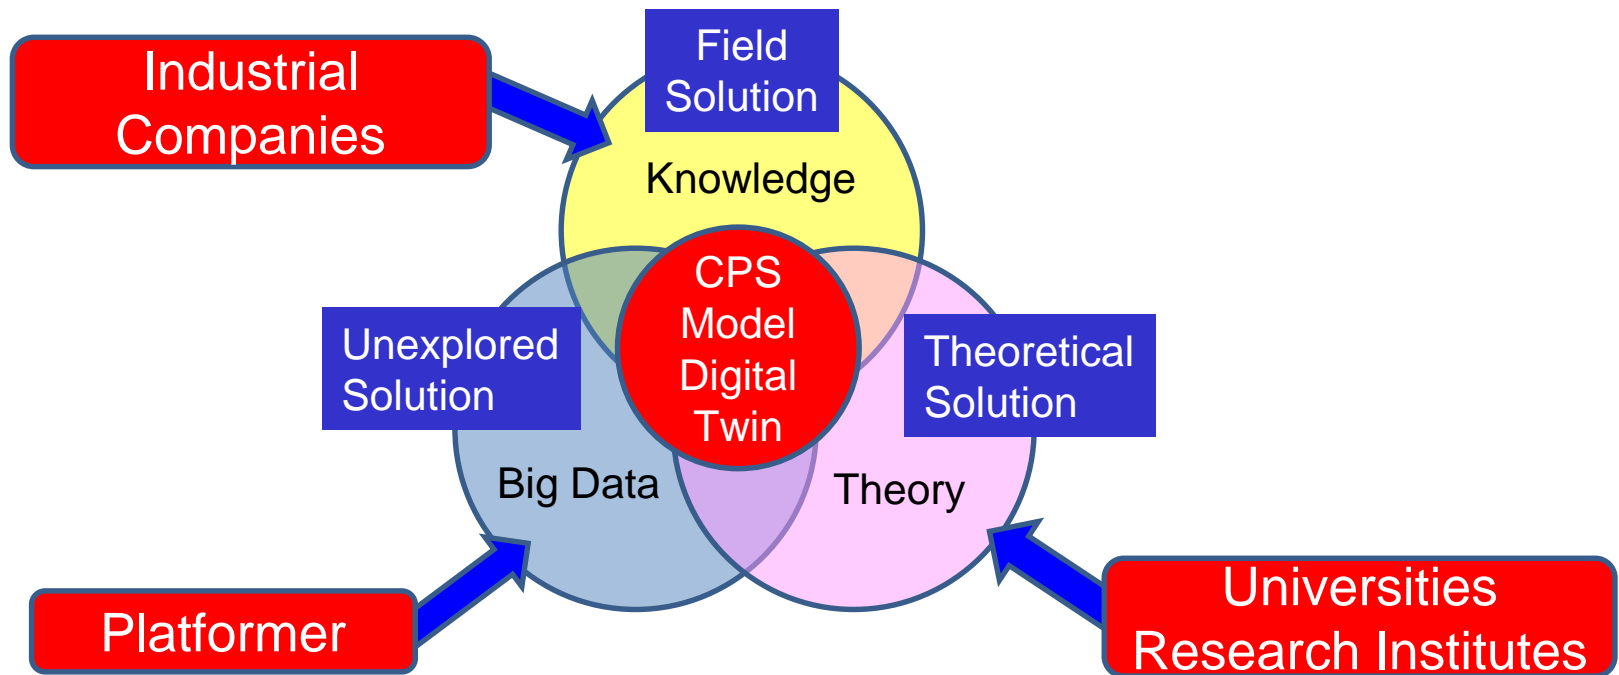 Industrial
Companies
Field
Solution
Knowledge
CPS
Model
Digital
Twin
Unexplored
Solution
Theoretical
Solution
Big Data
Theory
Platformer
Universities
Research Institutes